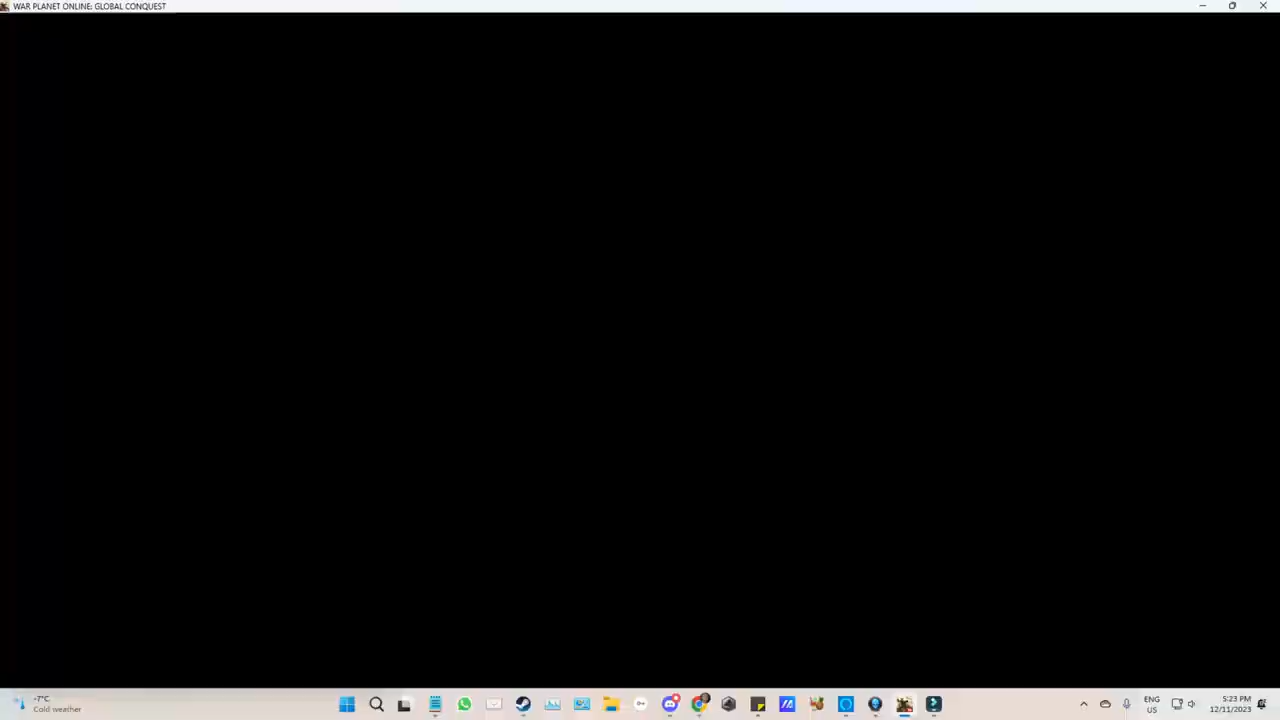 WAR PLANET ONLINE: GLOBAL CONQUEST
-7°C
Cold weather
ENG
US
5:23 PM
12/11/2023